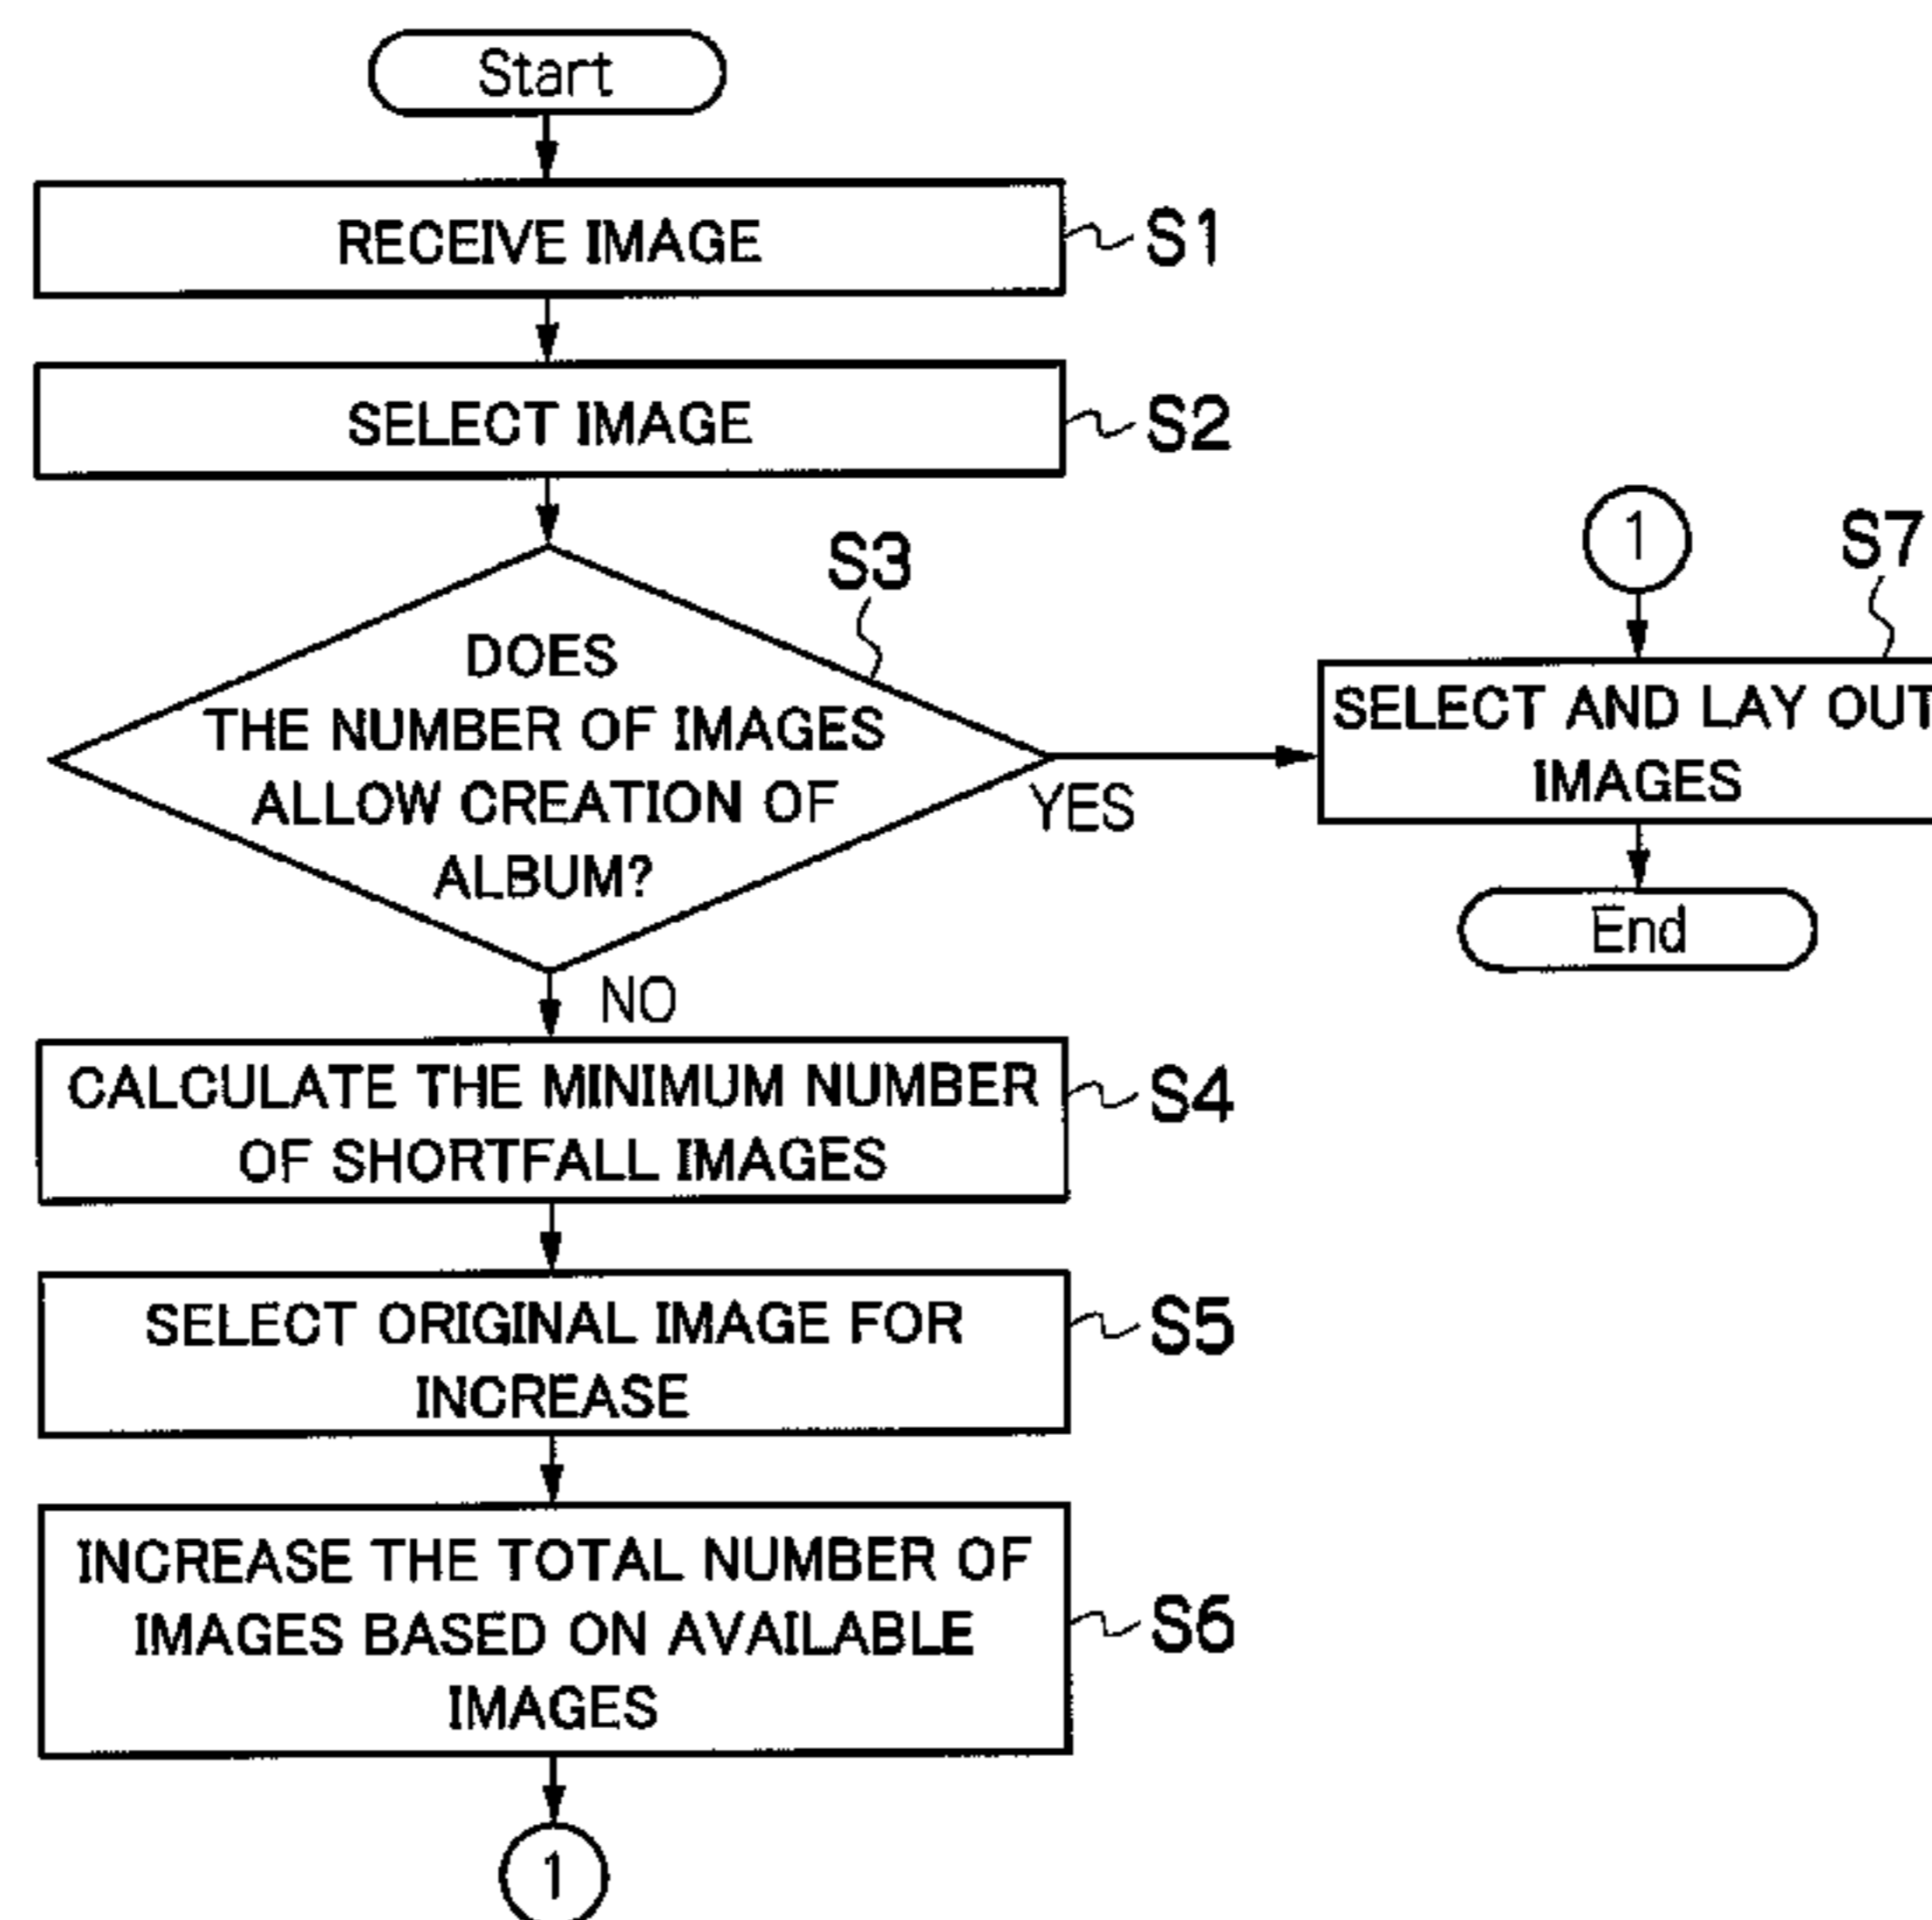 Start
RECEIVE IMAGE
S1
SELECT IMAGE
S2
S3
DOES
THE NUMBER OF IMAGES
ALLOW CREATION OF
ALBUM?
YES
NO
1
S7
SELECT AND LAY OUT
IMAGES
End
CALCULATE THE MINIMUM NUMBER
OF SHORTFALL IMAGES
S4
SELECT ORIGINAL IMAGE FOR
INCREASE
S5
INCREASE THE TOTAL NUMBER OF
IMAGES BASED ON AVAILABLE
IMAGES
S6
1